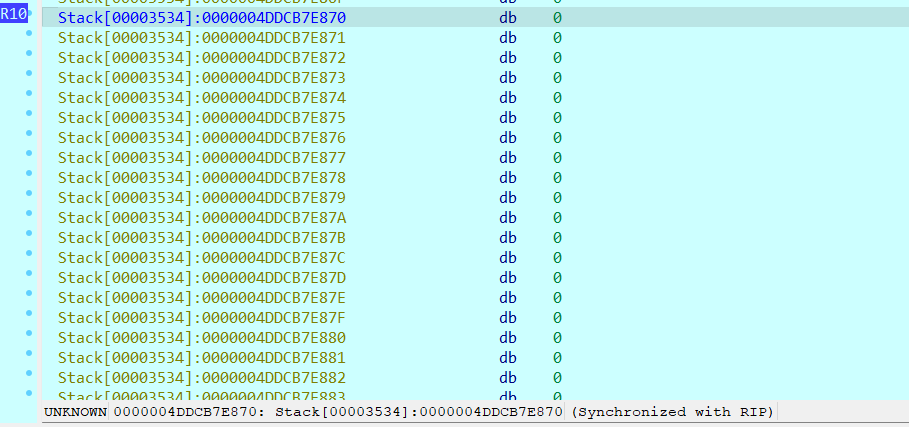 R10
Stack[00003534]:0000004DDCB7E870 db 0
Stack[00003534]:0000004DDCB7E871 db 0
Stack[00003534]:0000004DDCB7E872 db 0
Stack[00003534]:0000004DDCB7E873 db 0
Stack[00003534]:0000004DDCB7E874 db 0
Stack[00003534]:0000004DDCB7E875 db 0
Stack[00003534]:0000004DDCB7E876 db 0
Stack[00003534]:0000004DDCB7E877 db 0
Stack[00003534]:0000004DDCB7E878 db 0
Stack[00003534]:0000004DDCB7E879 db 0
Stack[00003534]:0000004DDCB7E87A db 0
Stack[00003534]:0000004DDCB7E87B db 0
Stack[00003534]:0000004DDCB7E87C db 0
Stack[00003534]:0000004DDCB7E87D db 0
Stack[00003534]:0000004DDCB7E87E db 0
Stack[00003534]:0000004DDCB7E87F db 0
Stack[00003534]:0000004DDCB7E880 db 0
Stack[00003534]:0000004DDCB7E881 db 0
Stack[00003534]:0000004DDCB7E882 db 0
Stack[00003534]:0000004DDCB7E883 db 0
UNKNOWN 0000004DDCB7E870: Stack[00003534]:0000004DDCB7E870 (Synchronized with RIP)